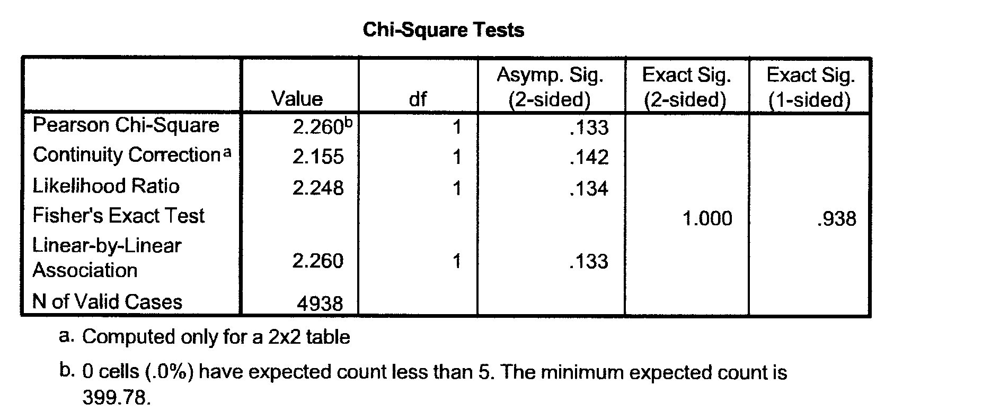 Chi-Square Tests
Value df Asymp. Sig. (2-sided) Exact Sig. (2-sided) Exact Sig. (1-sided)
Pearson Chi-Square 2.260b 1 .133
Continuity Correction a 2.155 1 .142
Likelihood Ratio 2.248 1 .134
Fisher's Exact Test 1.000 .938
Linear-by-Linear
Association 2.260 1 .133
N of Valid Cases 4938
a. Computed only for a 2x2 table
b. 0 cells (.0%) have expected count less than 5. The minimum expected count is
399.78.